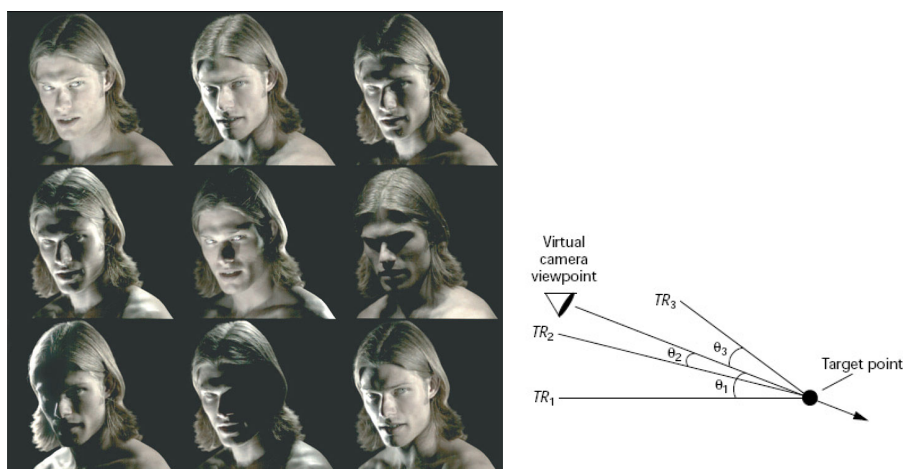 Virtual
camera
viewpoint
TR3
TR2
θ3
θ2
θ1
Target point
TR1